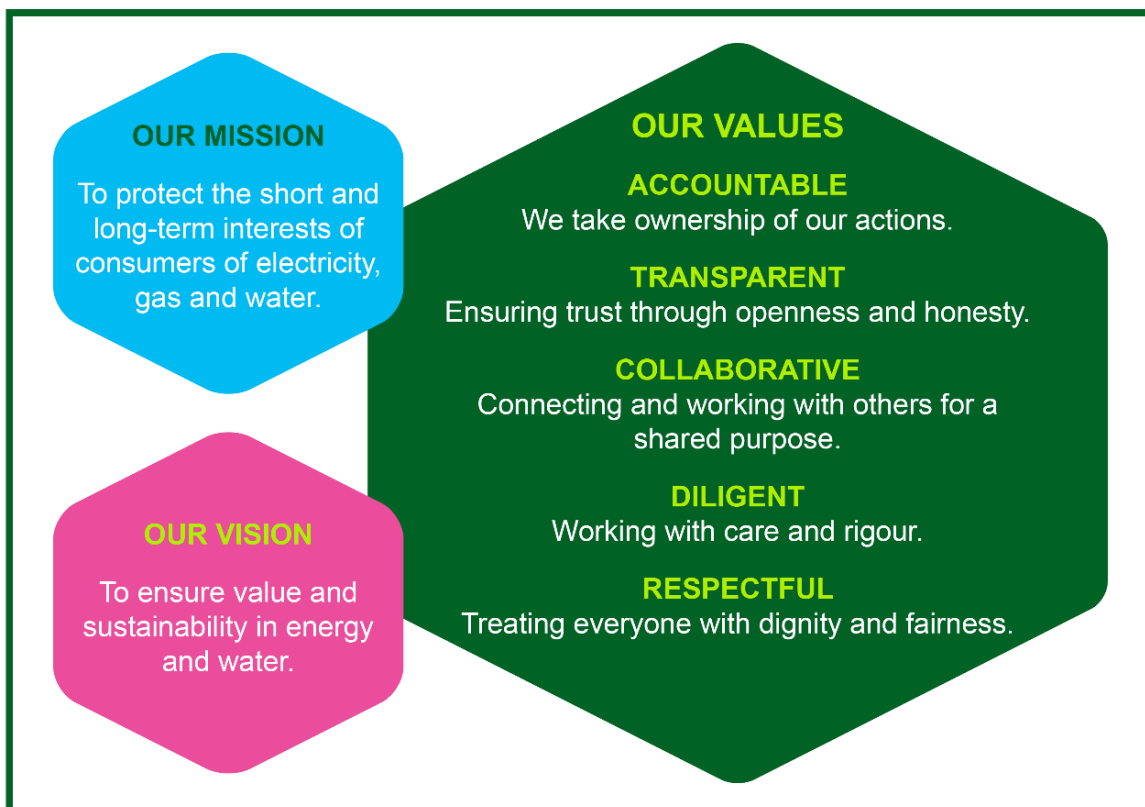 OUR MISSION
To protect the short and
long-term interests of
consumers of electricity,
gas and water.
OUR VISION
To ensure value and
sustainability in energy
and water.
OUR VALUES
ACCOUNTABLE
We take ownership of our actions.
TRANSPARENT
Ensuring trust through openness and honesty.
COLLABORATIVE
Connecting and working with others for a
shared purpose.
DILIGENT
Working with care and rigour.
RESPECTFUL
Treating everyone with dignity and fairness.